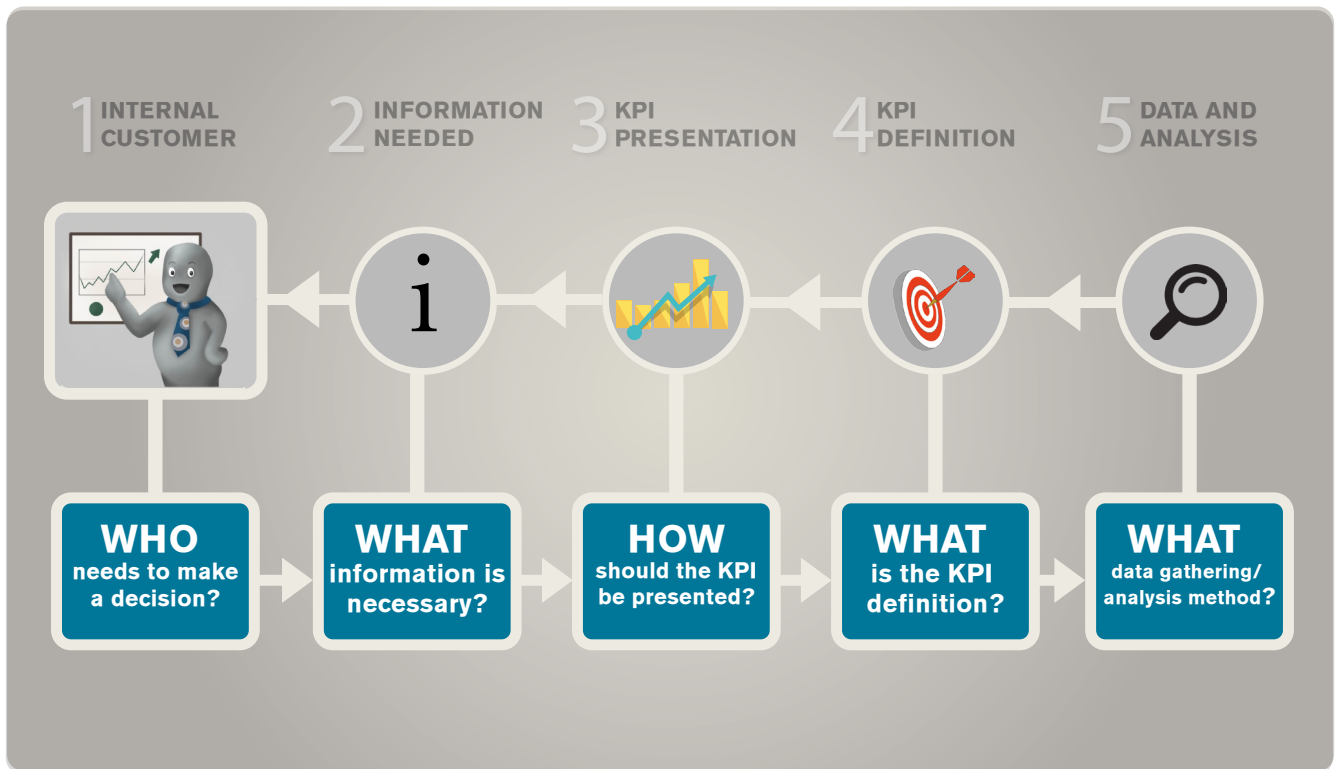 1 INTERNAL
CUSTOMER
2 INFORMATION
NEEDED
3 KPI
PRESENTATION
4 KPI
DEFINITION
5 DATA AND
ANALYSIS
i
WHO
needs to make
a decision?
WHAT
information is
necessary?
HOW
should the KPI
be presented?
WHAT
is the KPI
definition?
WHAT
data gathering/
analysis method?